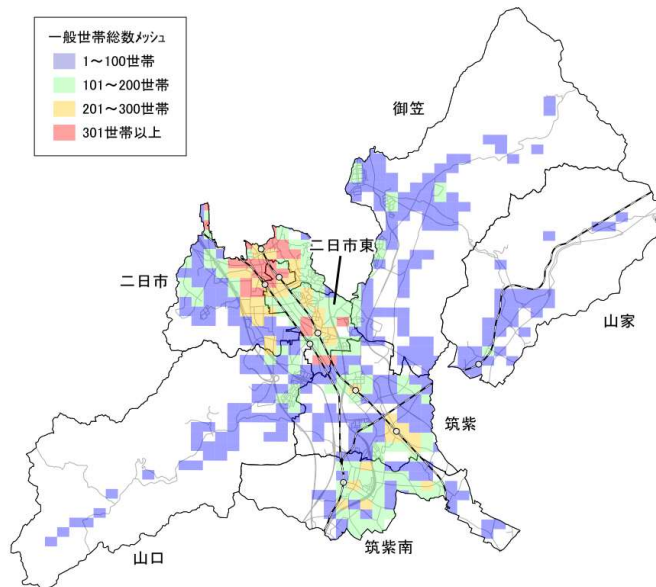 一般世帯総数メッシュ
1～100世帯
101～200世帯
201～300世帯
301世帯以上
御笠
二日市東
二日市
山家
筑紫
山口
筑紫南